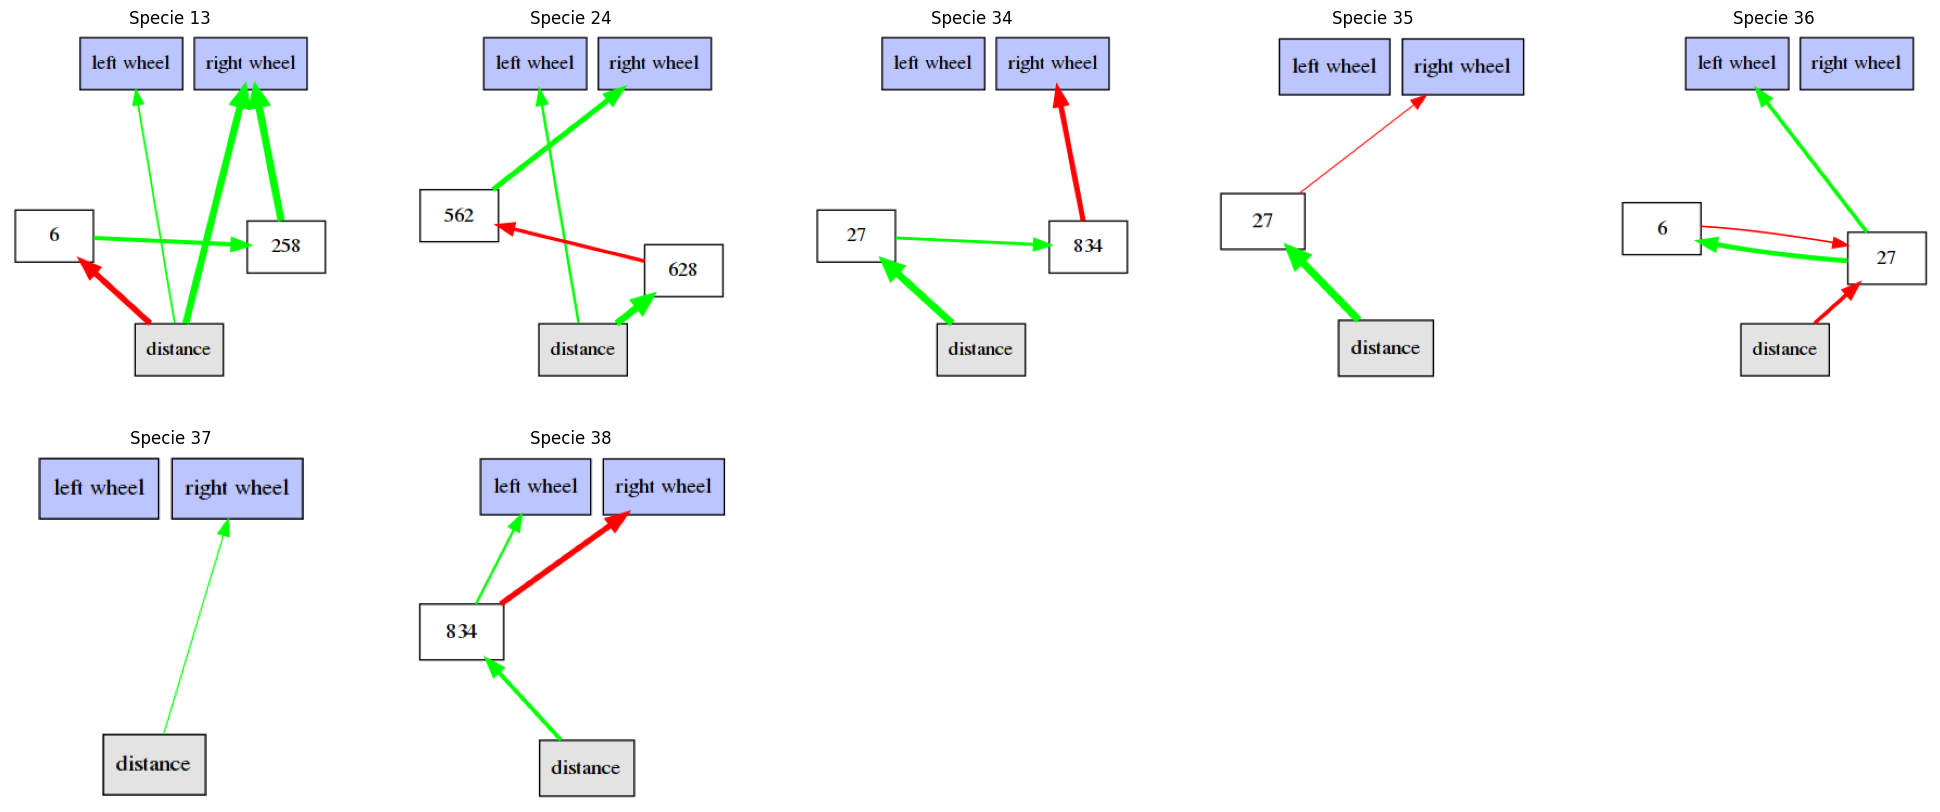 Specie 13
left wheel
right wheel
6
258
distance
Specie 24
left wheel
right wheel
562
628
distance
Specie 34
left wheel
right wheel
27
834
distance
Specie 35
left wheel
right wheel
27
distance
Specie 36
left wheel
right wheel
6
27
distance
Specie 37
left wheel
right wheel
distance
Specie 38
left wheel
right wheel
834
distance